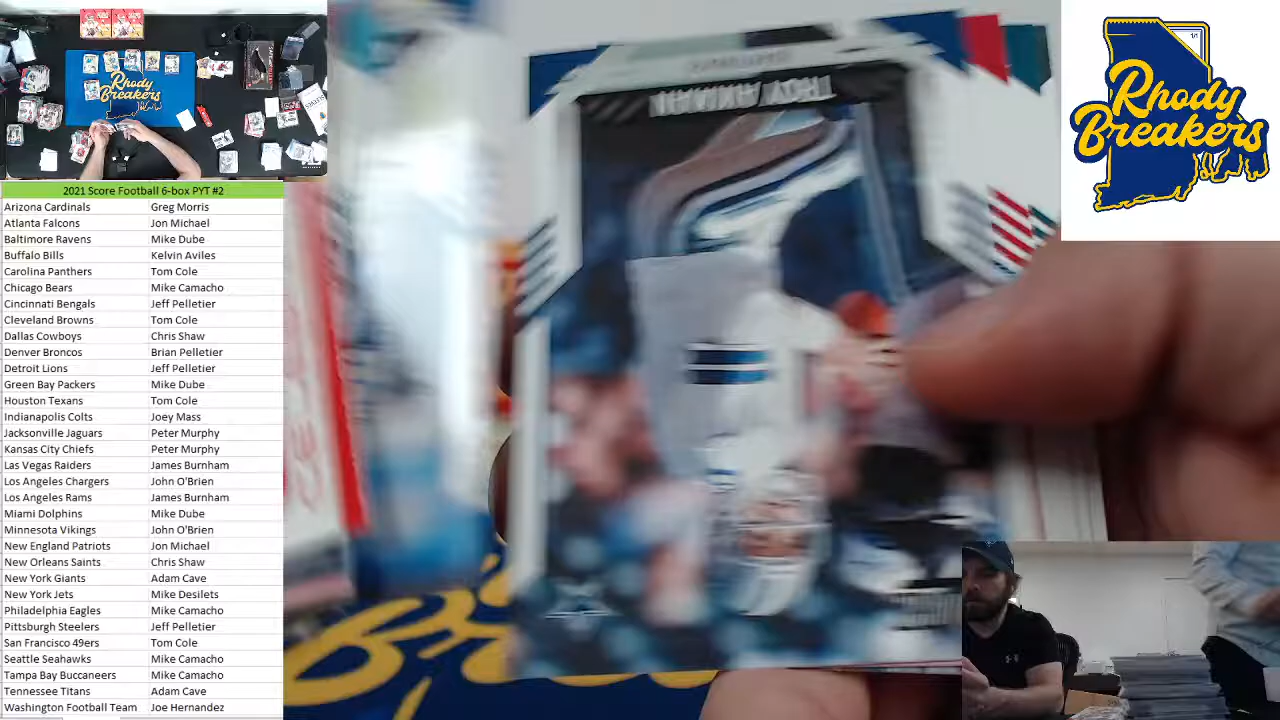 Rhody
Breakers
2021 Score Football 6-box PYT #2
Arizona Cardinals Greg Morris
Atlanta Falcons Jon Michael
Baltimore Ravens Mike Dube
Buffalo Bills Kelvin Aviles
Carolina Panthers Tom Cole
Chicago Bears Mike Camacho
Cincinnati Bengals Jeff Pelletier
Cleveland Browns Tom Cole
Dallas Cowboys Chris Shaw
Denver Broncos Brian Pelletier
Detroit Lions Jeff Pelletier
Green Bay Packers Mike Dube
Houston Texans Tom Cole
Indianapolis Colts Joey Mass
Jacksonville Jaguars Peter Murphy
Kansas City Chiefs Peter Murphy
Las Vegas Raiders James Burnham
Los Angeles Chargers John O'Brien
Los Angeles Rams James Burnham
Miami Dolphins Mike Dube
Minnesota Vikings John O'Brien
New England Patriots Jon Michael
New Orleans Saints Chris Shaw
New York Giants Adam Cave
New York Jets Mike Desilets
Philadelphia Eagles Mike Camacho
Pittsburgh Steelers Jeff Pelletier
San Francisco 49ers Tom Cole
Seattle Seahawks Mike Camacho
Tampa Bay Buccaneers Mike Camacho
Tennessee Titans Adam Cave
Washington Football Team Joe Hernandez
TROY AIKMAN
1/1
Rhody
Breakers